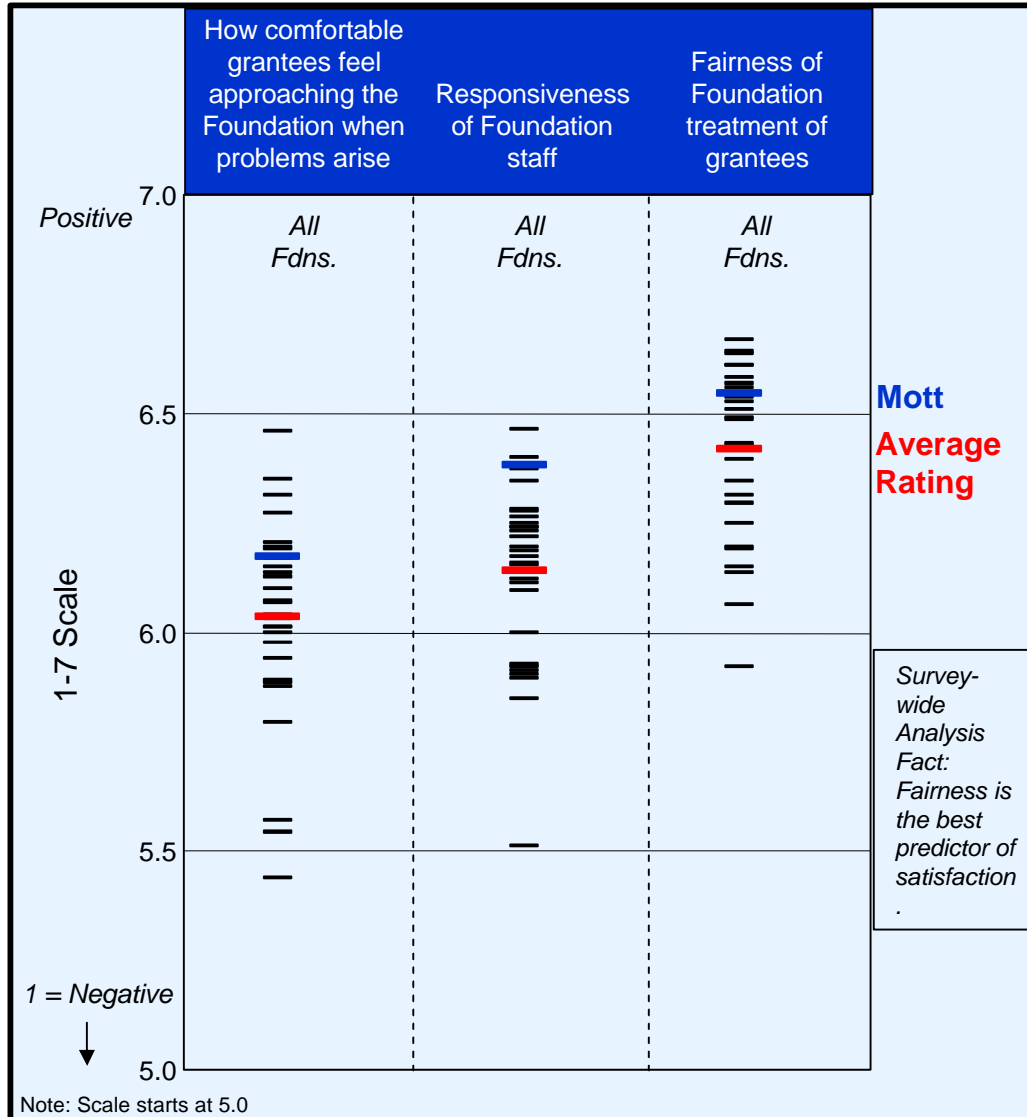 How comfortable
grantees feel
approaching the
Foundation when
problems arise
Responsiveness
of Foundation
staff
Fairness of
Foundation
treatment of
grantees
7.0
Positive
All
Fdns.
All
Fdns.
All
Fdns.
6.5
Mott
Average
Rating
6.0
1-7 Scale
Survey-
wide
Analysis
Fact:
Fairness is
the best
predictor of
satisfaction
.
5.5
1 = Negative
5.0
Note: Scale starts at 5.0